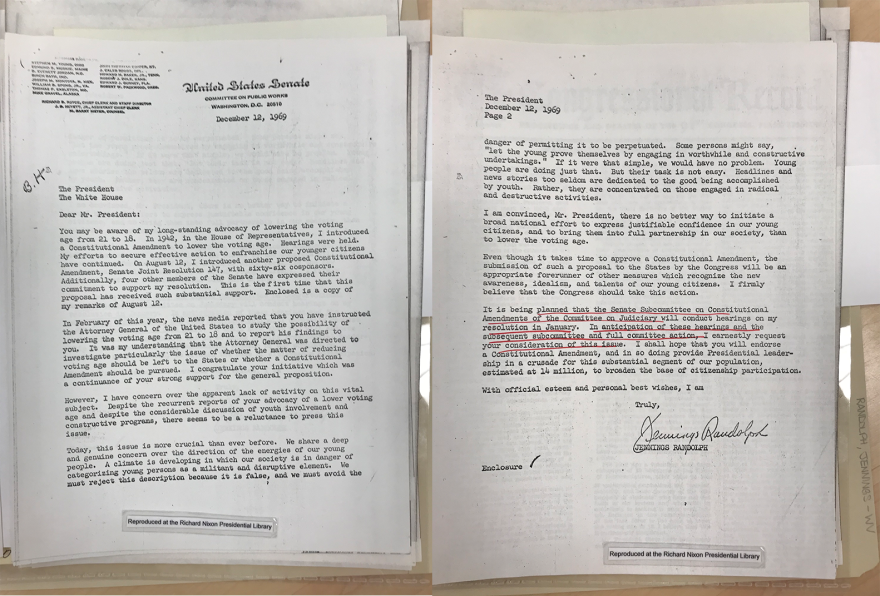 United States Senate
COMMITTEE ON PUBLIC WORKS
WASHINGTON, D.C. 20510
December 12, 1969
The President
The White House
Dear Mr. President:
You may be aware of my long-standing advocacy of lowering the voting
age from 21 to 18. In 1942, in the House of Representatives, I introduced
a Constitutional Amendment to lower the voting age. Hearings were held.
My efforts to secure effective action to enfranchise our younger citizens
have continued. On August 12, I introduced another proposed Constitutional
Amendment, Senate Joint Resolution 147, with sixty-six cosponsors.
Additionally, four other members of the Senate have expressed their
commitment to support my resolution. This is the first time that this
proposal has received such substantial support. Enclosed is a copy of
my remarks of August 12.
In February of this year, the news media reported that you have instructed
the Attorney General of the United States to study the possibility of
lowering the voting age from 21 to 18 and to report his findings to
you. It was my understanding that the Attorney General was directed to
investigate particularly the issue of whether the matter of reducing
voting age should be left to the States or whether a Constitutional
Amendment should be pursued. I congratulate your initiative which was
a continuance of your strong support for the general proposition.
However, I have concern over the apparent lack of activity on this vital
subject. Despite the recurrent reports of your advocacy of a lower voting
age and despite the considerable discussion of youth involvement and
constructive programs, there seems to be a reluctance to press this
issue.
Today, this issue is more crucial than ever before. We share a deep
and genuine concern over the direction of the energies of our young
people. A climate is developing in which our society is in danger of
categorizing young persons as a militant and disruptive element. We
must reject this description because it is false, and we must avoid the
Reproduced at the Richard Nixon Presidential Library
The President
December 12, 1969
Page 2
danger of permitting it to be perpetuated. Some persons might say,
"let the young prove themselves by engaging in worthwhile and constructive
undertakings." If it were that simple, we would have no problem. Young
people are doing just that. But their task is not easy. Headlines and
news stories too seldom are dedicated to the good being accomplished
by youth. Rather, they are concentrated on those engaged in radical
and destructive activities.
I am convinced, Mr. President, there is no better way to initiate a
broad national effort to express justifiable confidence in our young
citizens, and to bring them into full partnership in our society, than
to lower the voting age.
Even though it takes time to approve a Constitutional Amendment, the
submission of such a proposal to the States by the Congress will be an
appropriate forerunner of other measures which recognize the new
awareness, idealism, and talents of our young citizens. I firmly
believe that the Congress should take this action.
It is being planned that the Senate Subcommittee on Constitutional
Amendments of the Committee on Judiciary will conduct hearings on my
resolution in January. In anticipation of these hearings and the
subsequent subcommittee and full committee action, I earnestly request
your consideration of this issue. I shall hope that you will endorse
a Constitutional Amendment, and in so doing provide Presidential leader-
ship in a crusade for this substantial segment of our population,
estimated at 14 million, to broaden the base of citizenship participation.
With official esteem and personal best wishes, I am
Truly,
Jennings Randolph
JENNINGS RANDOLPH
Enclosure
Reproduced at the Richard Nixon Presidential Library
RANDOLPH, JENNINGS - WV